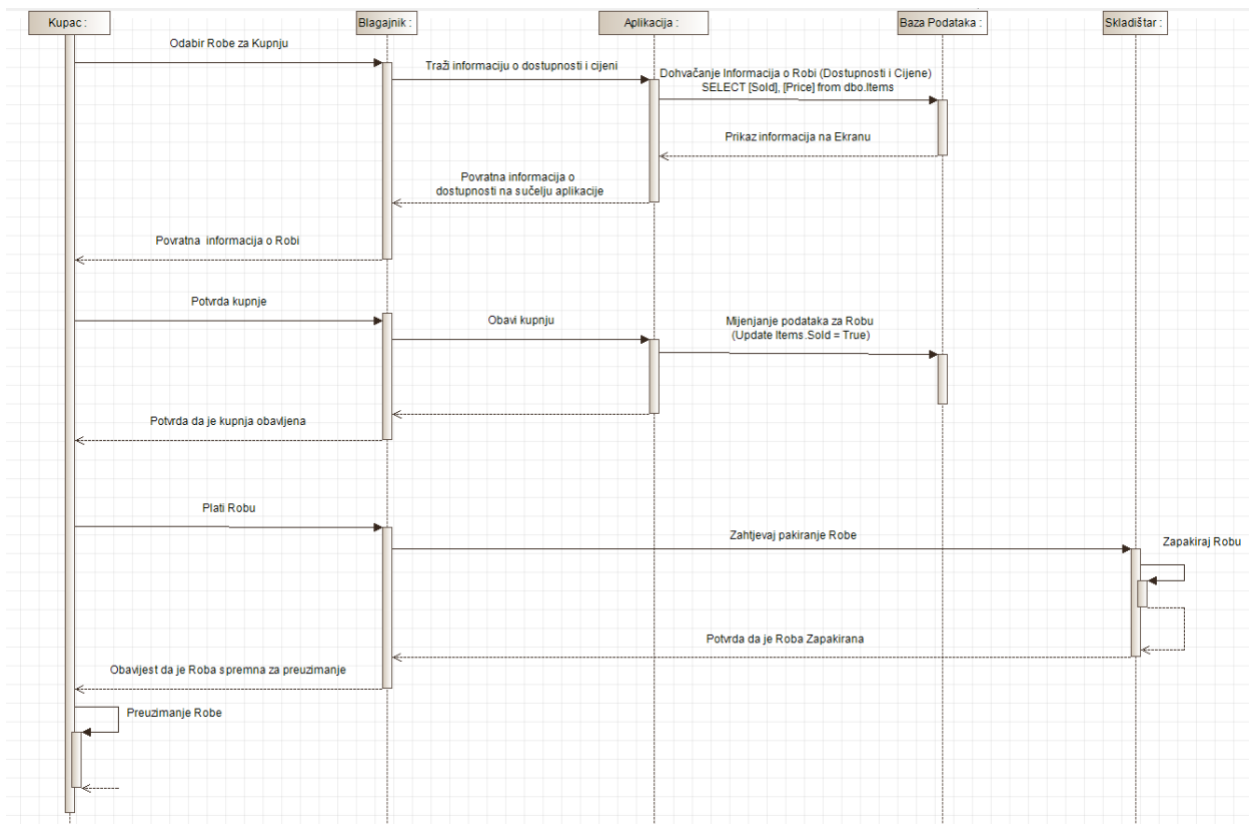 Kupac :
Blagajnik :
Aplikacija :
Baza Podataka :
Skladištar :
Odabir Robe za Kupnju
Traži informaciju o dostupnosti i cijeni
Dohvačanje Informacija o Robi (Dostupnosti i Cijene)
SELECT [Sold], [Price] from dbo.Items
Prikaz informacija na Ekranu
Povratna informacija o
dostupnosti na sučelju aplikacije
Povratna informacija o Robi
Potvrda kupnje
Obavi kupnju
Mijenjanje podataka za Robu
(Update Items.Sold = True)
Potvrda da je kupnja obavljena
Plati Robu
Zahtjevaj pakiranje Robe
Zapakiraj Robu
Potvrda da je Roba Zapakirana
Obavijest da je Roba spremna za preuzimanje
Preuzimanje Robe